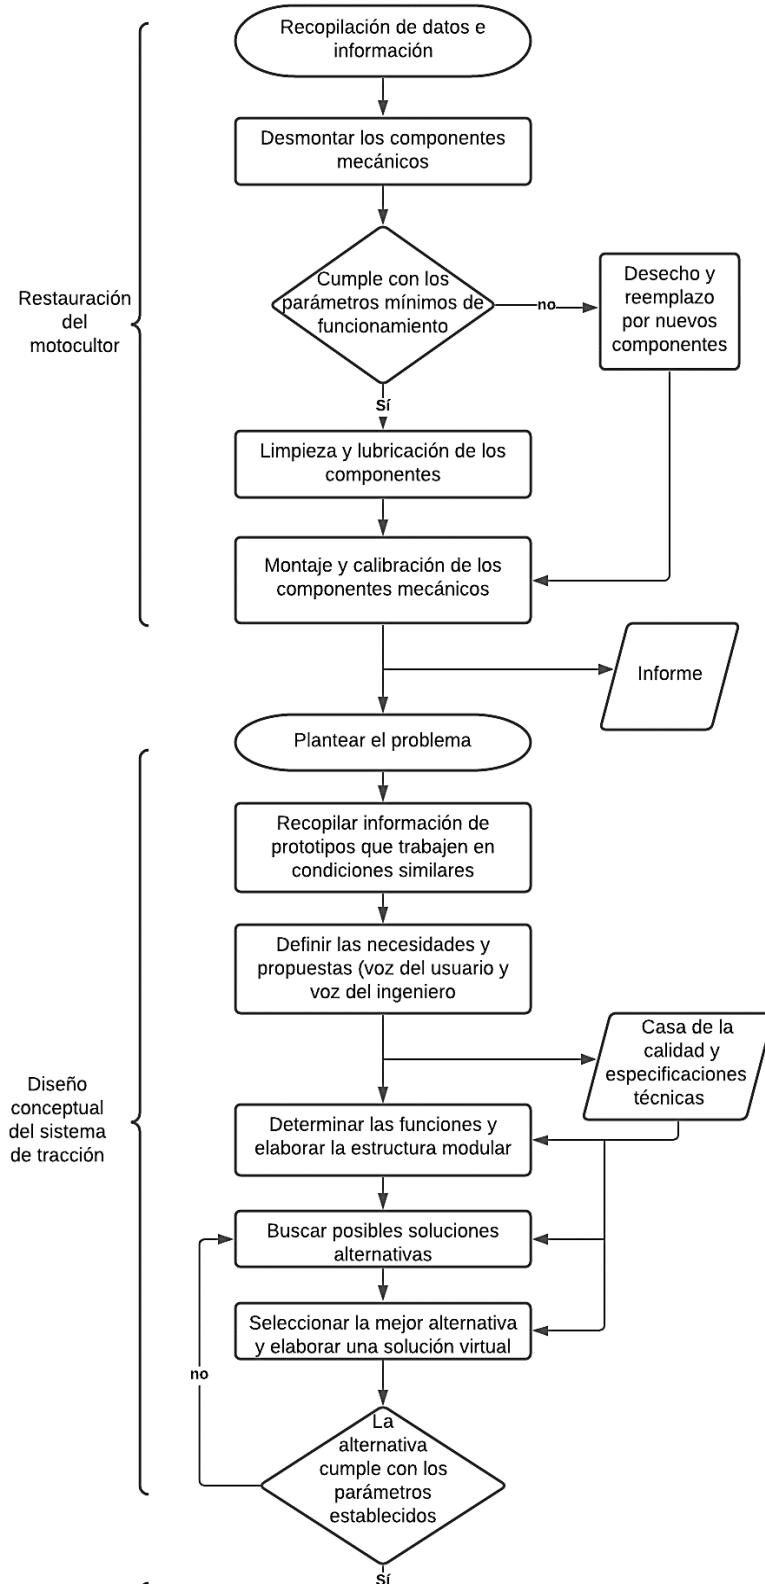 Recopilación de datos e
información
Desmontar los componentes
mecánicos
Restauración
del
motocultor
Cumple con los
parámetros mínimos de
funcionamiento
no
Desecho y
reemplazo
por nuevos
componentes
Sí
Limpieza y lubricación de los
componentes
Montaje y calibración de los
componentes mecánicos
Informe
Plantear el problema
Recopilar información de
prototipos que trabajen en
condiciones similares
Definir las necesidades y
propuestas (voz del usuario y
voz del ingeniero
Casa de la
calidad y
especificaciones
técnicas
Diseño
conceptual
del sistema
de tracción
Determinar las funciones y
elaborar la estructura modular
Buscar posibles soluciones
alternativas
Seleccionar la mejor alternativa
y elaborar una solución virtual
no
La
alternativa
cumple con los
parámetros
establecidos
Sí